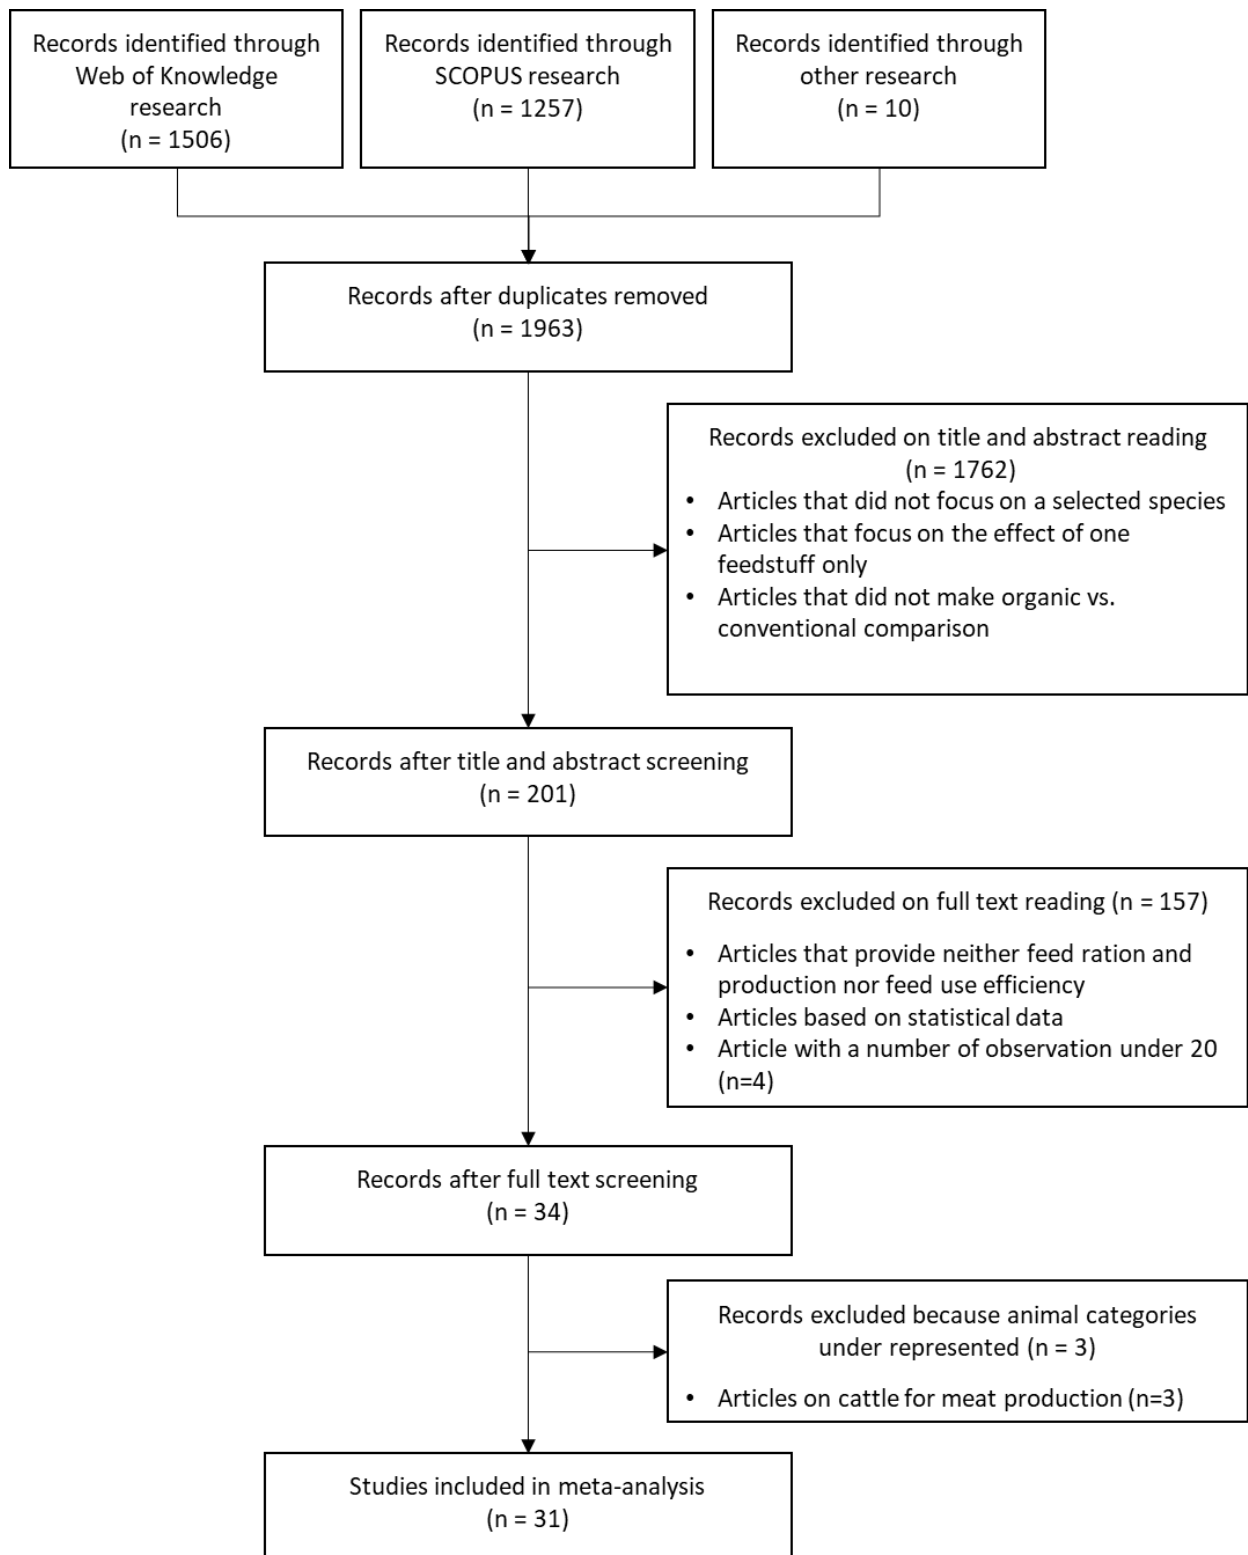 Records identified through
Web of Knowledge
research
(n = 1506)
Records identified through
SCOPUS research
(n = 1257)
Records identified through
other research
(n = 10)
Records after duplicates removed
(n = 1963)
Records excluded on title and abstract reading
(n = 1762)
• Articles that did not focus on a selected species
• Articles that focus on the effect of one
feedstuff only
• Articles that did not make organic vs.
conventional comparison
Records after title and abstract screening
(n = 201)
Records excluded on full text reading (n = 157)
• Articles that provide neither feed ration and
production nor feed use efficiency
• Articles based on statistical data
• Article with a number of observation under 20
(n=4)
Records after full text screening
(n = 34)
Records excluded because animal categories
under represented (n = 3)
• Articles on cattle for meat production (n=3)
Studies included in meta-analysis
(n = 31)